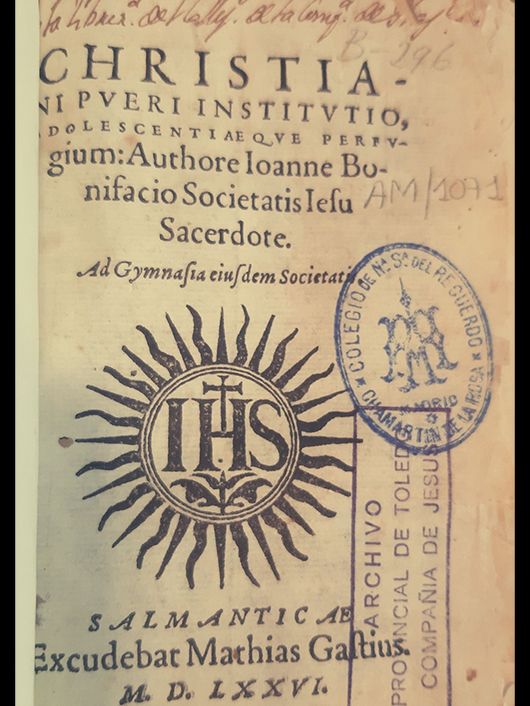 B-296
CHRISTIA-
NI PVERI INSTITVTIO,
ADOLESCENTIAEQVE PERFV-
gium: Authore Ioanne Bo-
nifacio Societatis Ieſu
Sacerdote.
AM/1071
Ad Gymnaſia eiuſdem Societatis
COLEGIO DE Nª. Sª. DEL RECUERDO
MADRID
CHAMARTIN DE LA ROSA
IHS
ARCHIVO
PROVINCIAL DE TOLED
COMPAÑIA DE JESUS
SALMANTICAE
Excudebat Mathias Gaſtius.
M. D. LXXVI.